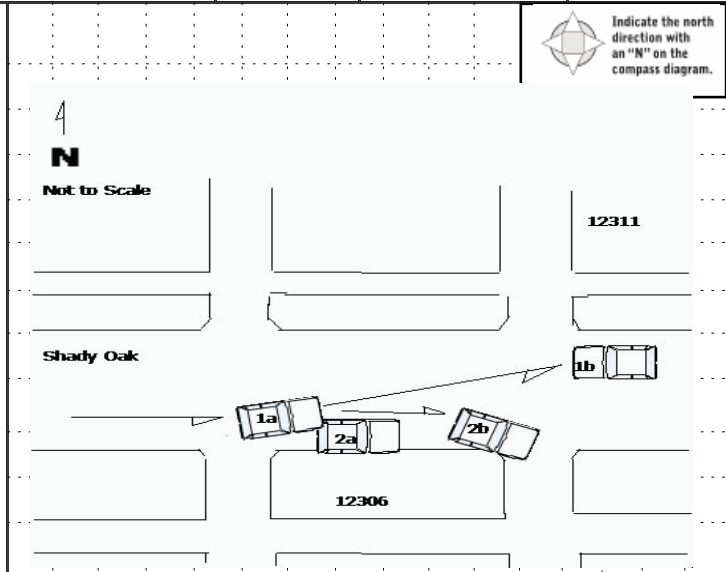 Indicate the north
direction with
an “N” on the
compass diagram.
N
Not to Scale
12311
Shady Oak
1b
1a
2b
2a
12306